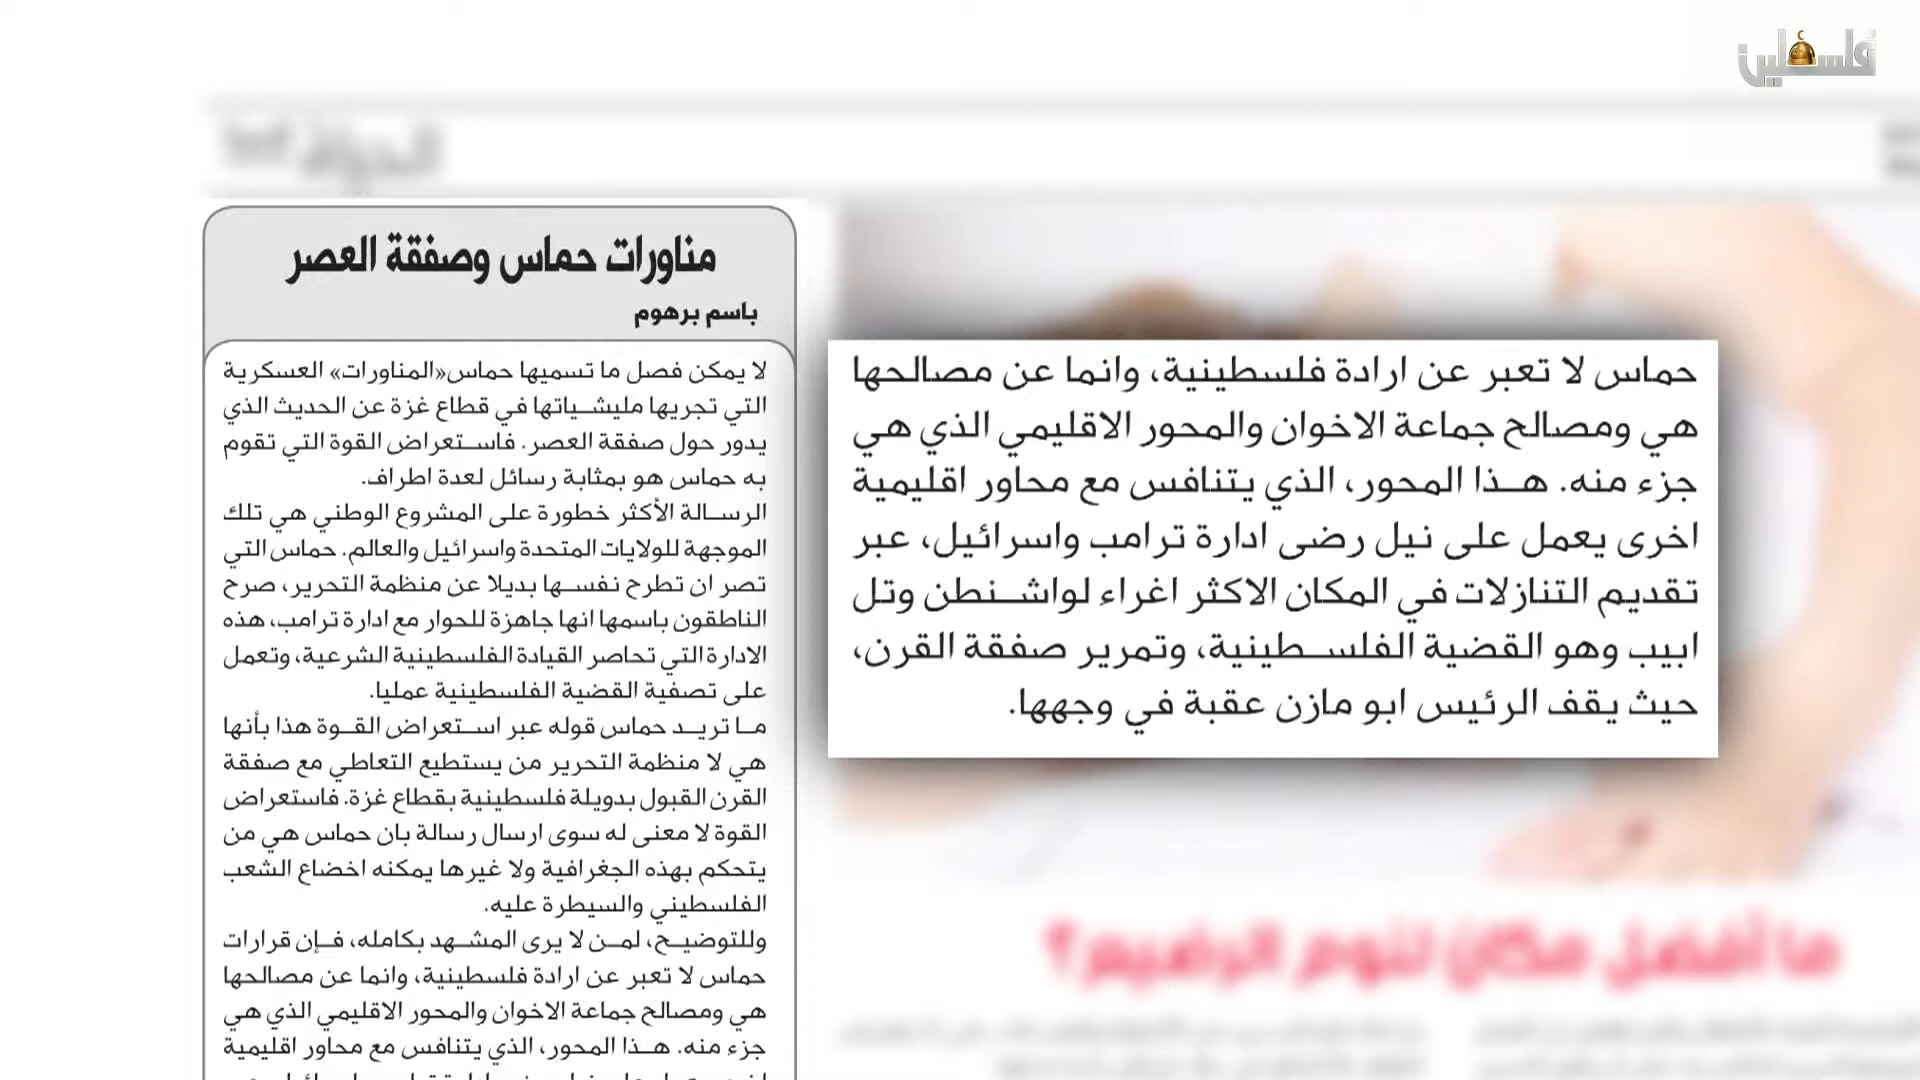 فلسطين
مناورات حماس وصفقة العصر
باسم برهوم
لا يمكن فصل ما تسميها حماس«المناورات» العسكرية
التي تجريها مليشياتها في قطاع غزة عن الحديث الذي
يدور حول صفقة العصر. فاستعراض القوة التي تقوم
به حماس هو بمثابة رسائل لعدة اطراف.
الرسالة الأكثر خطورة على المشروع الوطني هي تلك
الموجهة للولايات المتحدة واسرائيل والعالم. حماس التي
تصر ان تطرح نفسها بديلا عن منظمة التحرير، صرح
الناطقون باسمها انها جاهزة للحوار مع ادارة ترامب، هذه
الادارة التي تحاصر القيادة الفلسطينية الشرعية، وتعمل
على تصفية القضية الفلسطينية عمليا.
ما تريد حماس قوله عبر استعراض القوة هذا بأنها
هي لا منظمة التحرير من يستطيع التعاطي مع صفقة
القرن القبول بدويلة فلسطينية بقطاع غزة. فاستعراض
القوة لا معنى له سوى ارسال رسالة بان حماس هي من
يتحكم بهذه الجغرافية ولا غيرها يمكنه اخضاع الشعب
الفلسطيني والسيطرة عليه.
وللتوضيح، لمن لا يرى المشهد بكامله، فإن قرارات
حماس لا تعبر عن ارادة فلسطينية، وانما عن مصالحها
هي ومصالح جماعة الاخوان والمحور الاقليمي الذي هي
جزء منه. هذا المحور، الذي يتنافس مع محاور اقليمية
حماس لا تعبر عن ارادة فلسطينية، وانما عن مصالحها
هي ومصالح جماعة الاخوان والمحور الاقليمي الذي هي
جزء منه. هذا المحور، الذي يتنافس مع محاور اقليمية
اخرى يعمل على نيل رضى ادارة ترامب واسرائيل، عبر
تقديم التنازلات في المكان الاكثر اغراء لواشنطن وتل
ابيب وهو القضية الفلسطينية، وتمرير صفقة القرن،
حيث يقف الرئيس ابو مازن عقبة في وجهها.
ما أفضل مكان لنوم الرضيع؟